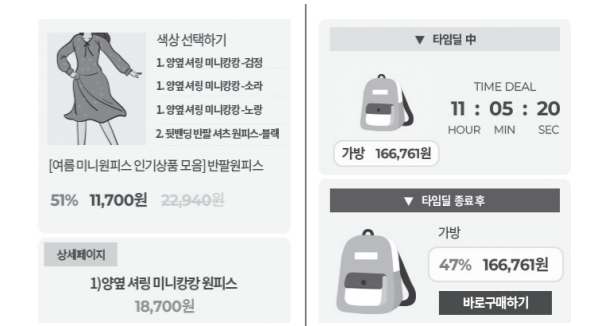 색상 선택하기
1. 양옆 셔링 미니캉캉-검정
1. 양옆 셔링 미니캉캉-소라
1. 양옆 셔링 미니캉캉-노랑
2. 뒷밴딩 반팔 셔츠 원피스-블랙
[여름 미니원피스 인기상품 모음] 반팔원피스
51% 11,700원 22,940원
상세페이지
1)양옆 셔링 미니캉캉 원피스
18,700원
▼ 타임딜 中
TIME DEAL
11 : 05 : 20
HOUR MIN SEC
가방 166,761원
▼ 타임딜 종료 후
가방
47% 166,761원
바로구매하기